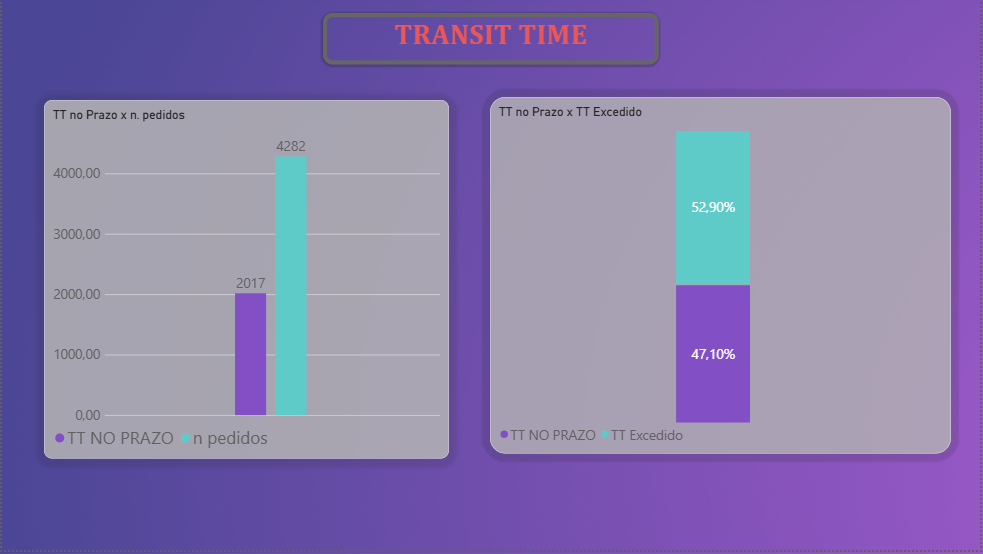 TRANSIT TIME
TT no Prazo x n. pedidos
4282
4000,00
3000,00
2017
2000,00
1000,00
0,00
TT NO PRAZO n pedidos
TT no Prazo x TT Excedido
52,90%
47,10%
TT NO PRAZO TT Excedido